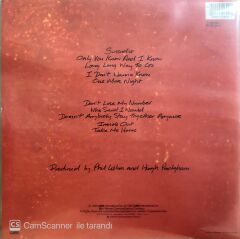 Sussudio
Only You Know And I Know
Long Long Way To Go
I Don't Wanna Know
One More Night
Don't Lose My Number
Who Said I Would
Doesn't Anybody Stay Together Anymore
Inside Out
Take Me Home
Produced by Phil Collins and Hugh Padgham
CS CamScanner ile tarandı